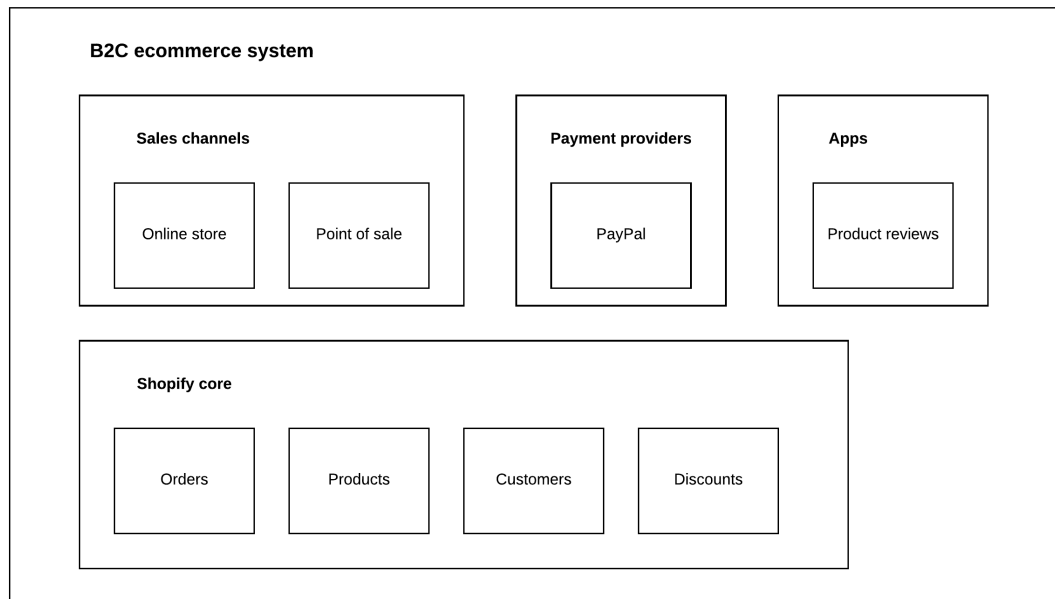 B2C ecommerce system
Sales channels
Online store
Point of sale
Payment providers
PayPal
Apps
Product reviews
Shopify core
Orders
Products
Customers
Discounts